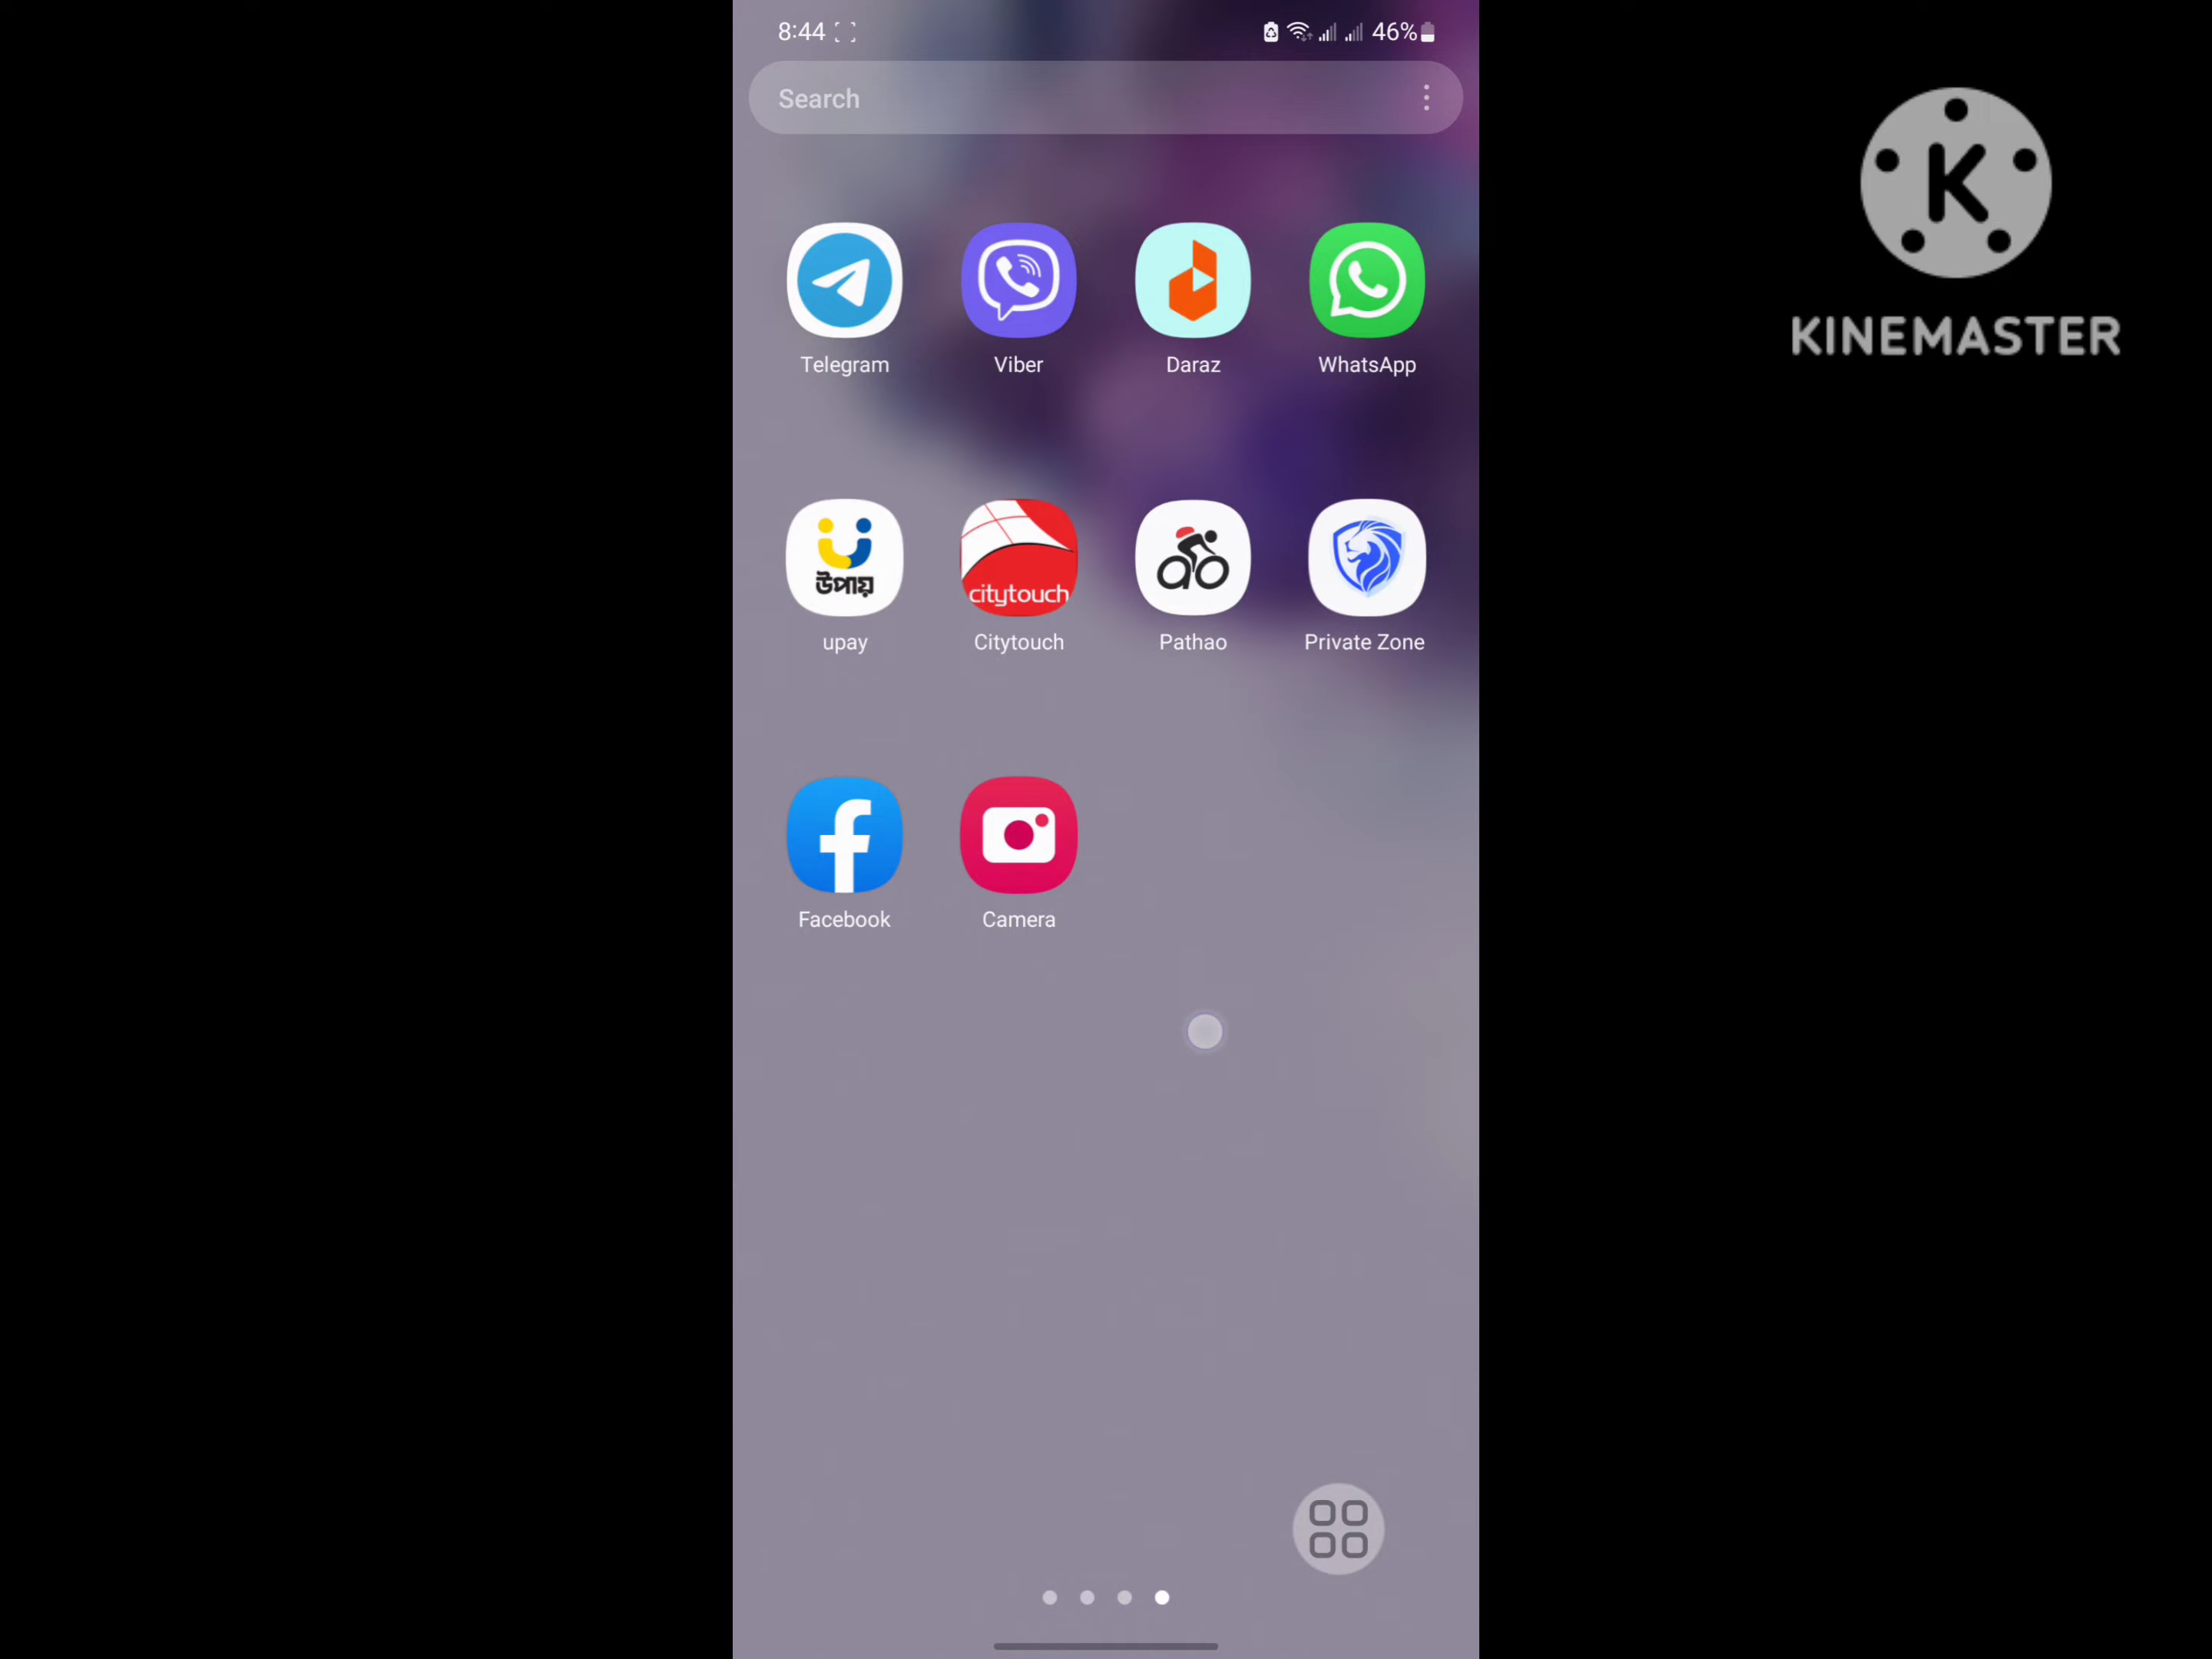 8:44
46%
Search
K
KINEMASTER
Telegram
Viber
Daraz
WhatsApp
উপায়
citytouch
upay
Citytouch
Pathao
Private Zone
Facebook
Camera